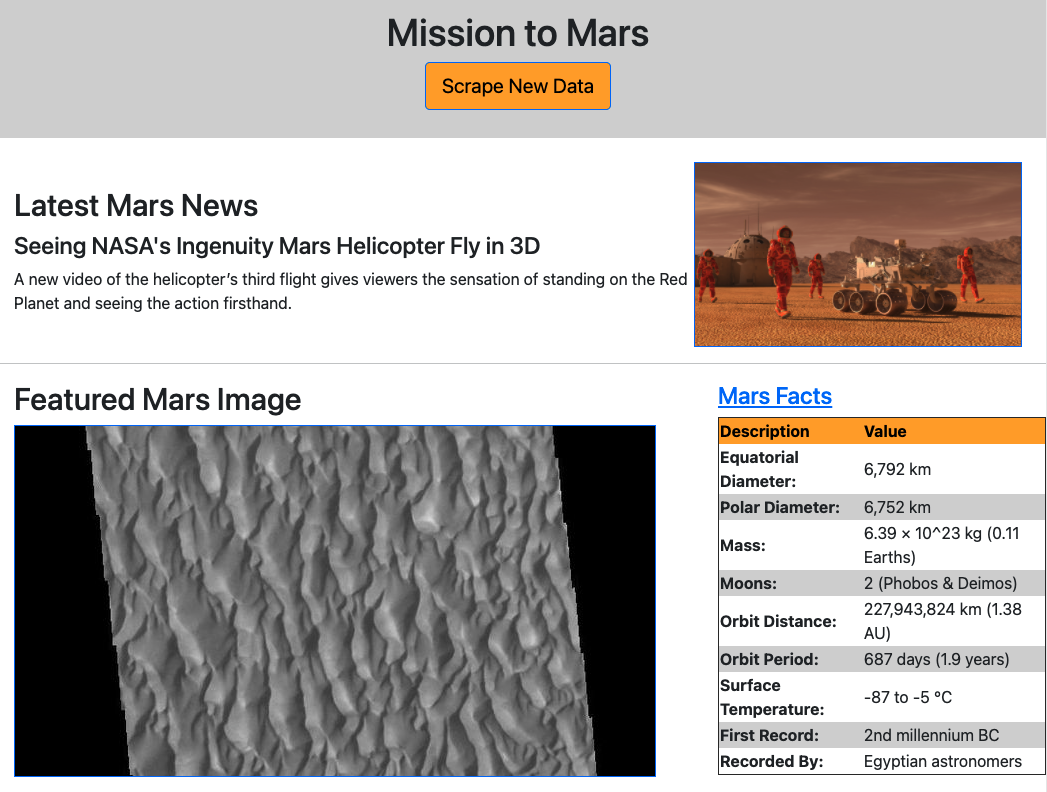 Mission to Mars
Scrape New Data
Latest Mars News
Seeing NASA's Ingenuity Mars Helicopter Fly in 3D
A new video of the helicopter’s third flight gives viewers the sensation of standing on the Red
Planet and seeing the action firsthand.
Featured Mars Image
Mars Facts
Description Value
Equatorial
Diameter: 6,792 km
Polar Diameter: 6,752 km
Mass: 6.39 × 10^23 kg (0.11
Earths)
Moons: 2 (Phobos & Deimos)
Orbit Distance: 227,943,824 km (1.38
AU)
Orbit Period: 687 days (1.9 years)
Surface
Temperature: -87 to -5 °C
First Record: 2nd millennium BC
Recorded By: Egyptian astronomers